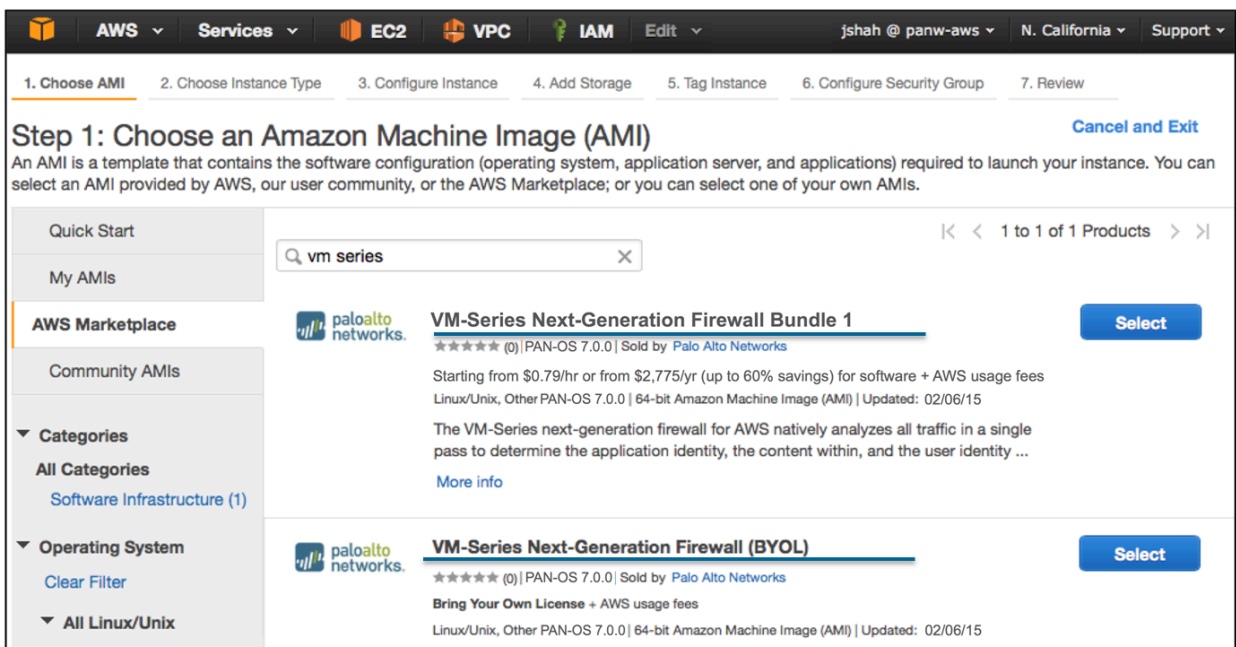 AWS Services EC2 VPC IAM Edit jshah @ panw-aws N. California Support
1. Choose AMI 2. Choose Instance Type 3. Configure Instance 4. Add Storage 5. Tag Instance 6. Configure Security Group 7. Review
Step 1: Choose an Amazon Machine Image (AMI)
Cancel and Exit
An AMI is a template that contains the software configuration (operating system, application server, and applications) required to launch your instance. You can
select an AMI provided by AWS, our user community, or the AWS Marketplace; or you can select one of your own AMIs.
Quick Start
My AMIs
AWS Marketplace
Community AMIs
Categories
All Categories
Software Infrastructure (1)
Operating System
Clear Filter
All Linux/Unix
1 to 1 of 1 Products
vm series
paloalto
networks.
VM-Series Next-Generation Firewall Bundle 1
Select
(0) | PAN-OS 7.0.0 | Sold by Palo Alto Networks
Starting from $0.79/hr or from $2,775/yr (up to 60% savings) for software + AWS usage fees
Linux/Unix, Other PAN-OS 7.0.0 | 64-bit Amazon Machine Image (AMI) | Updated: 02/06/15
The VM-Series next-generation firewall for AWS natively analyzes all traffic in a single
pass to determine the application identity, the content within, and the user identity ...
More info
paloalto
networks.
VM-Series Next-Generation Firewall (BYOL)
Select
(0) | PAN-OS 7.0.0 | Sold by Palo Alto Networks
Bring Your Own License + AWS usage fees
Linux/Unix, Other PAN-OS 7.0.0 | 64-bit Amazon Machine Image (AMI) | Updated: 02/06/15